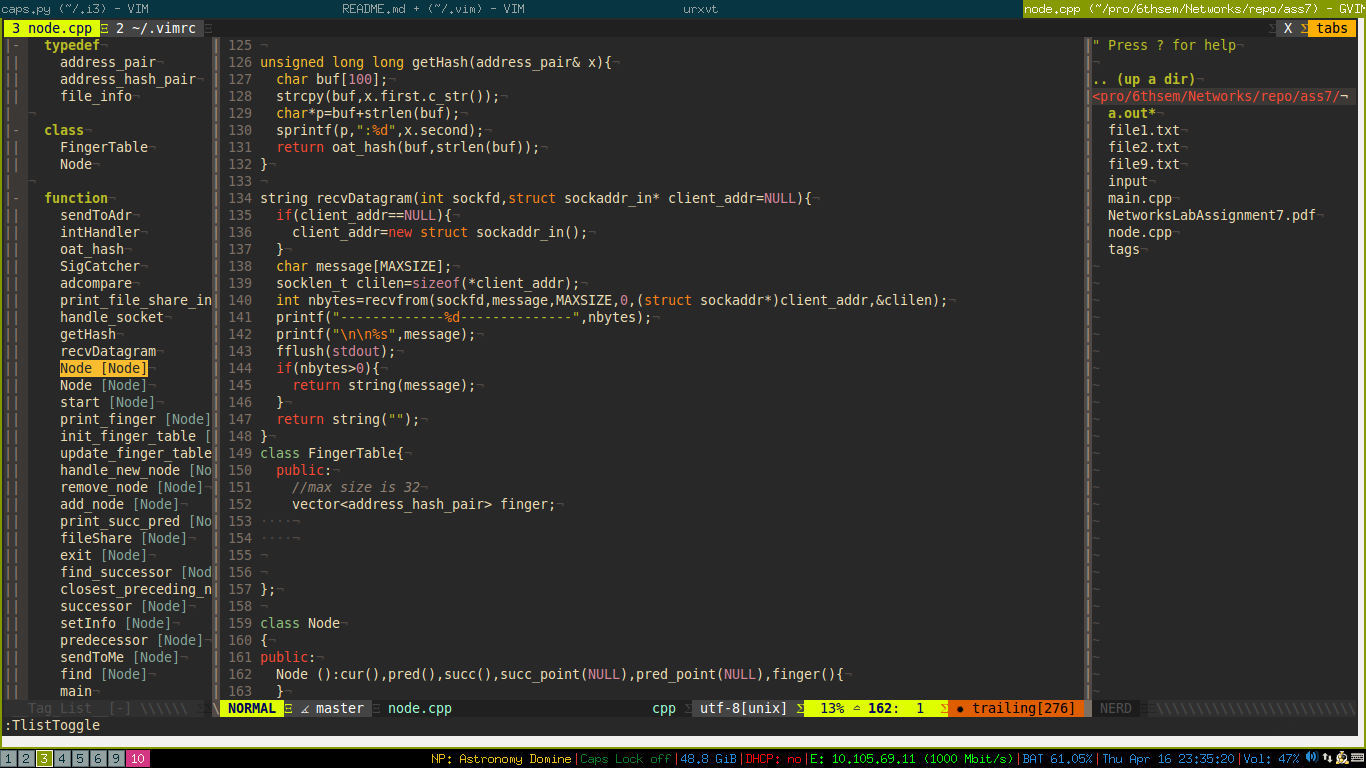 caps.py (~/.i3) - VIM
README.md + (~/.vim) - VIM
urxvt
node.cpp (~/pro/6thsem/Networks/repo/ass7) - GVIM
3 node.cpp 2 ~/.vimrc X tabs
typedef
address_pair
address_hash_pair
file_info
class
FingerTable
Node
function
sendToAdr
intHandler
oat_hash
SigCatcher
adcompare
print_file_share_in
handle_socket
getHash
recvDatagram
Node [Node]
Node [Node]
start [Node]
print_finger [Node]
init_finger_table [
update_finger_table
handle_new_node [No
remove_node [Node]
add_node [Node]
print_succ_pred [No
fileShare [Node]
exit [Node]
find_successor [Nod
closest_preceding_n
successor [Node]
setInfo [Node]
predecessor [Node]
sendToMe [Node]
find [Node]
main
125 ¬
126 unsigned long long getHash(address_pair& x){¬
127   char buf[100];¬
128   strcpy(buf,x.first.c_str());¬
129   char*p=buf+strlen(buf);¬
130   sprintf(p,":%d",x.second);¬
131   return oat_hash(buf,strlen(buf));¬
132 }¬
133 ¬
134 string recvDatagram(int sockfd,struct sockaddr_in* client_addr=NULL){¬
135   if(client_addr==NULL){¬
136     client_addr=new struct sockaddr_in();¬
137   }¬
138   char message[MAXSIZE];¬
139   socklen_t clilen=sizeof(*client_addr);¬
140   int nbytes=recvfrom(sockfd,message,MAXSIZE,0,(struct sockaddr*)client_addr,&clilen);¬
141   printf("-------------%d--------------",nbytes);¬
142   printf("\n\n%s",message);¬
143   fflush(stdout);¬
144   if(nbytes>0){¬
145     return string(message);¬
146   }¬
147   return string("");¬
148 }¬
149 class FingerTable{¬
150   public:¬
151     //max size is 32¬
152     vector<address_hash_pair> finger;¬
153 ····¬
154 ····¬
155 ¬
156 ¬
157 };¬
158 ¬
159 class Node¬
160 {¬
161 public:¬
162   Node ():cur(),pred(),succ(),succ_point(NULL),pred_point(NULL),finger(){¬
163   }¬
" Press ? for help¬
¬
.. (up a dir)¬
<pro/6thsem/Networks/repo/ass7/¬
a.out*¬
file1.txt¬
file2.txt¬
file9.txt¬
input¬
main.cpp¬
NetworksLabAssignment7.pdf¬
node.cpp¬
tags¬
Tag List [-] \\\\\\
NORMAL master node.cpp cpp utf-8[unix] 13% 162: 1 trailing[276] NERD
:TlistToggle
1 2 3 4 5 6 9 10
NP: Astronomy Domine|Caps Lock off|48.8 GiB|DHCP: no|E: 10.105.69.11 (1000 Mbit/s)|BAT 61.05%|Thu Apr 16 23:35:20|Vol: 47%